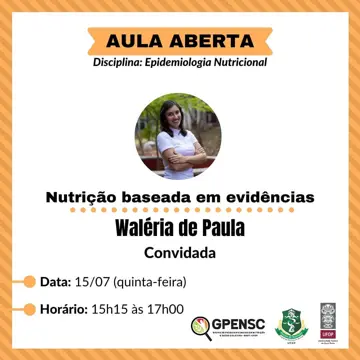 AULA ABERTA
Disciplina: Epidemiologia Nutricional
Nutrição baseada em evidências
Waléria de Paula
Convidada
Data: 15/07 (quinta-feira)
Horário: 15h15 às 17h00
GPENSC
UFOP